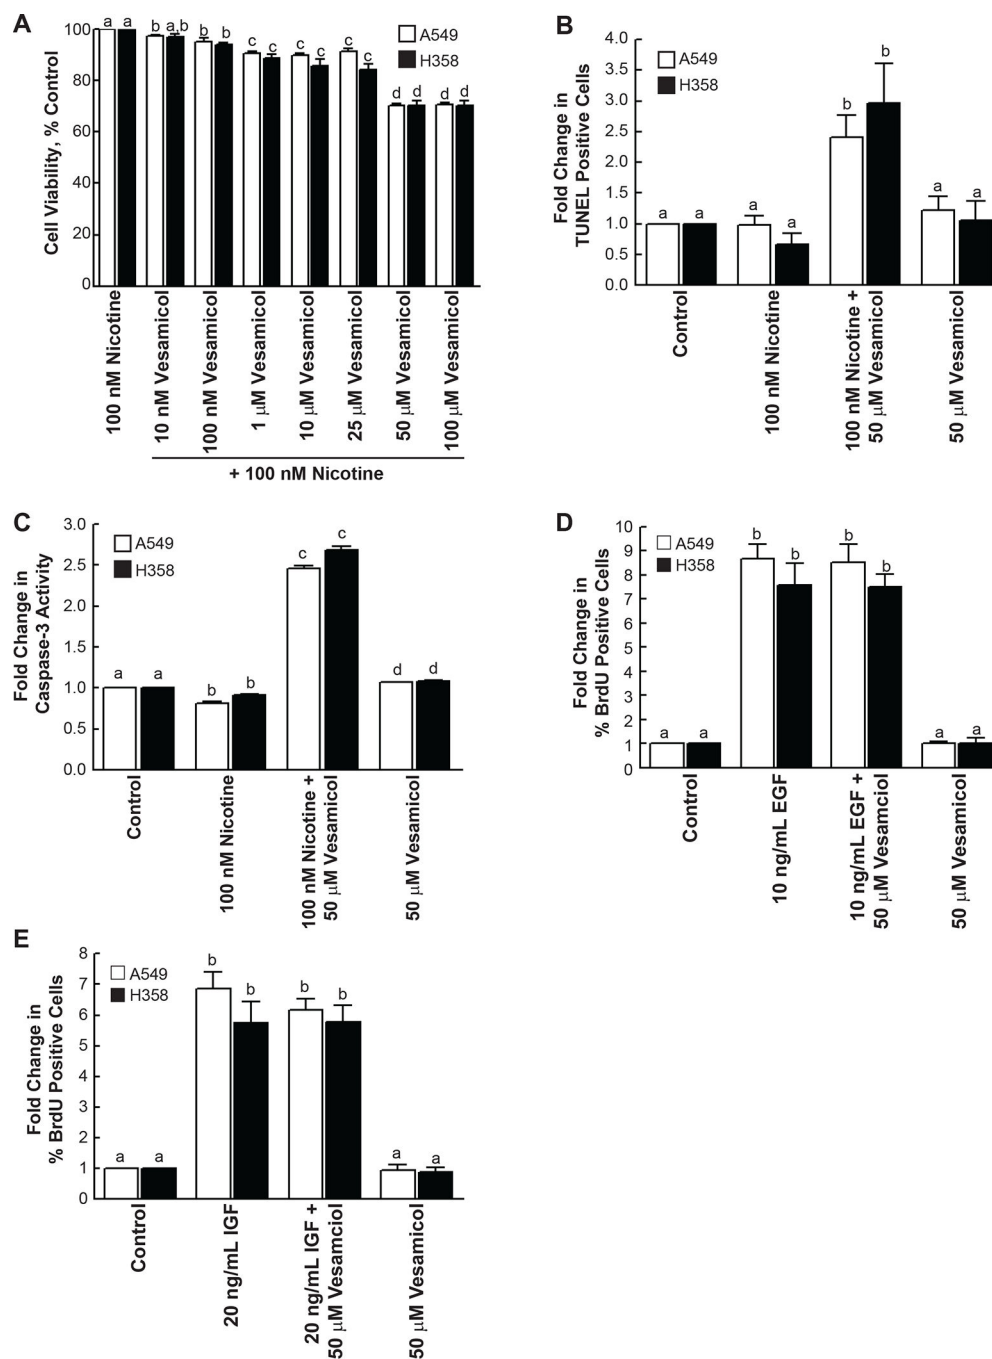 A
Cell Viability, % Control
100
80
60
40
20
0
a a b a,b b b c c c c c c d d d d
A549
H358
100 nM Nicotine
10 nM Vesamicol
100 nM Vesamicol
1 μM Vesamicol
10 μM Vesamicol
25 μM Vesamicol
50 μM Vesamicol
100 μM Vesamicol
+ 100 nM Nicotine
B
Fold Change in
TUNEL Positive Cells
4.0
3.5
3.0
2.5
2.0
1.5
1.0
0.5
0.0
A549
H358
a a a a b b a a
Control
100 nM Nicotine
100 nM Nicotine +
50 μM Vesamicol
50 μM Vesamicol
C
Fold Change in
Caspase-3 Activity
3.0
2.5
2.0
1.5
1.0
0.5
0.0
A549
H358
a a b b c c d d
Control
100 nM Nicotine
100 nM Nicotine +
50 μM Vesamicol
50 μM Vesamicol
D
Fold Change in
% BrdU Positive Cells
10
9
8
7
6
5
4
3
2
1
0
A549
H358
a a b b b b a a
Control
10 ng/mL EGF
10 ng/mL EGF +
50 μM Vesamciol
50 μM Vesamicol
E
Fold Change in
% BrdU Positive Cells
8
7
6
5
4
3
2
1
0
A549
H358
a a b b b b a a
Control
20 ng/mL IGF
20 ng/mL IGF +
50 μM Vesamciol
50 μM Vesamicol